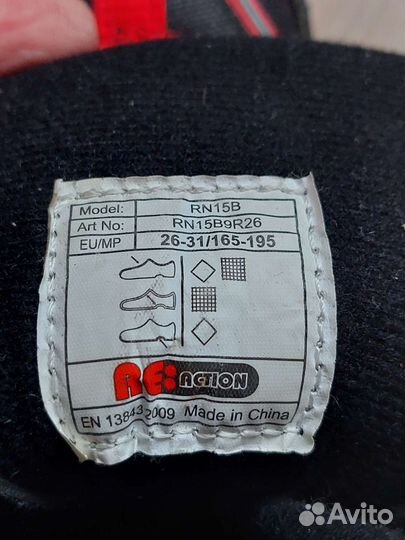 Model: RN15B
Art No: RN15B9R26
EU/MP 26-31/165-195
RE:ACTION
EN 13843:2009 Made in China
Avito